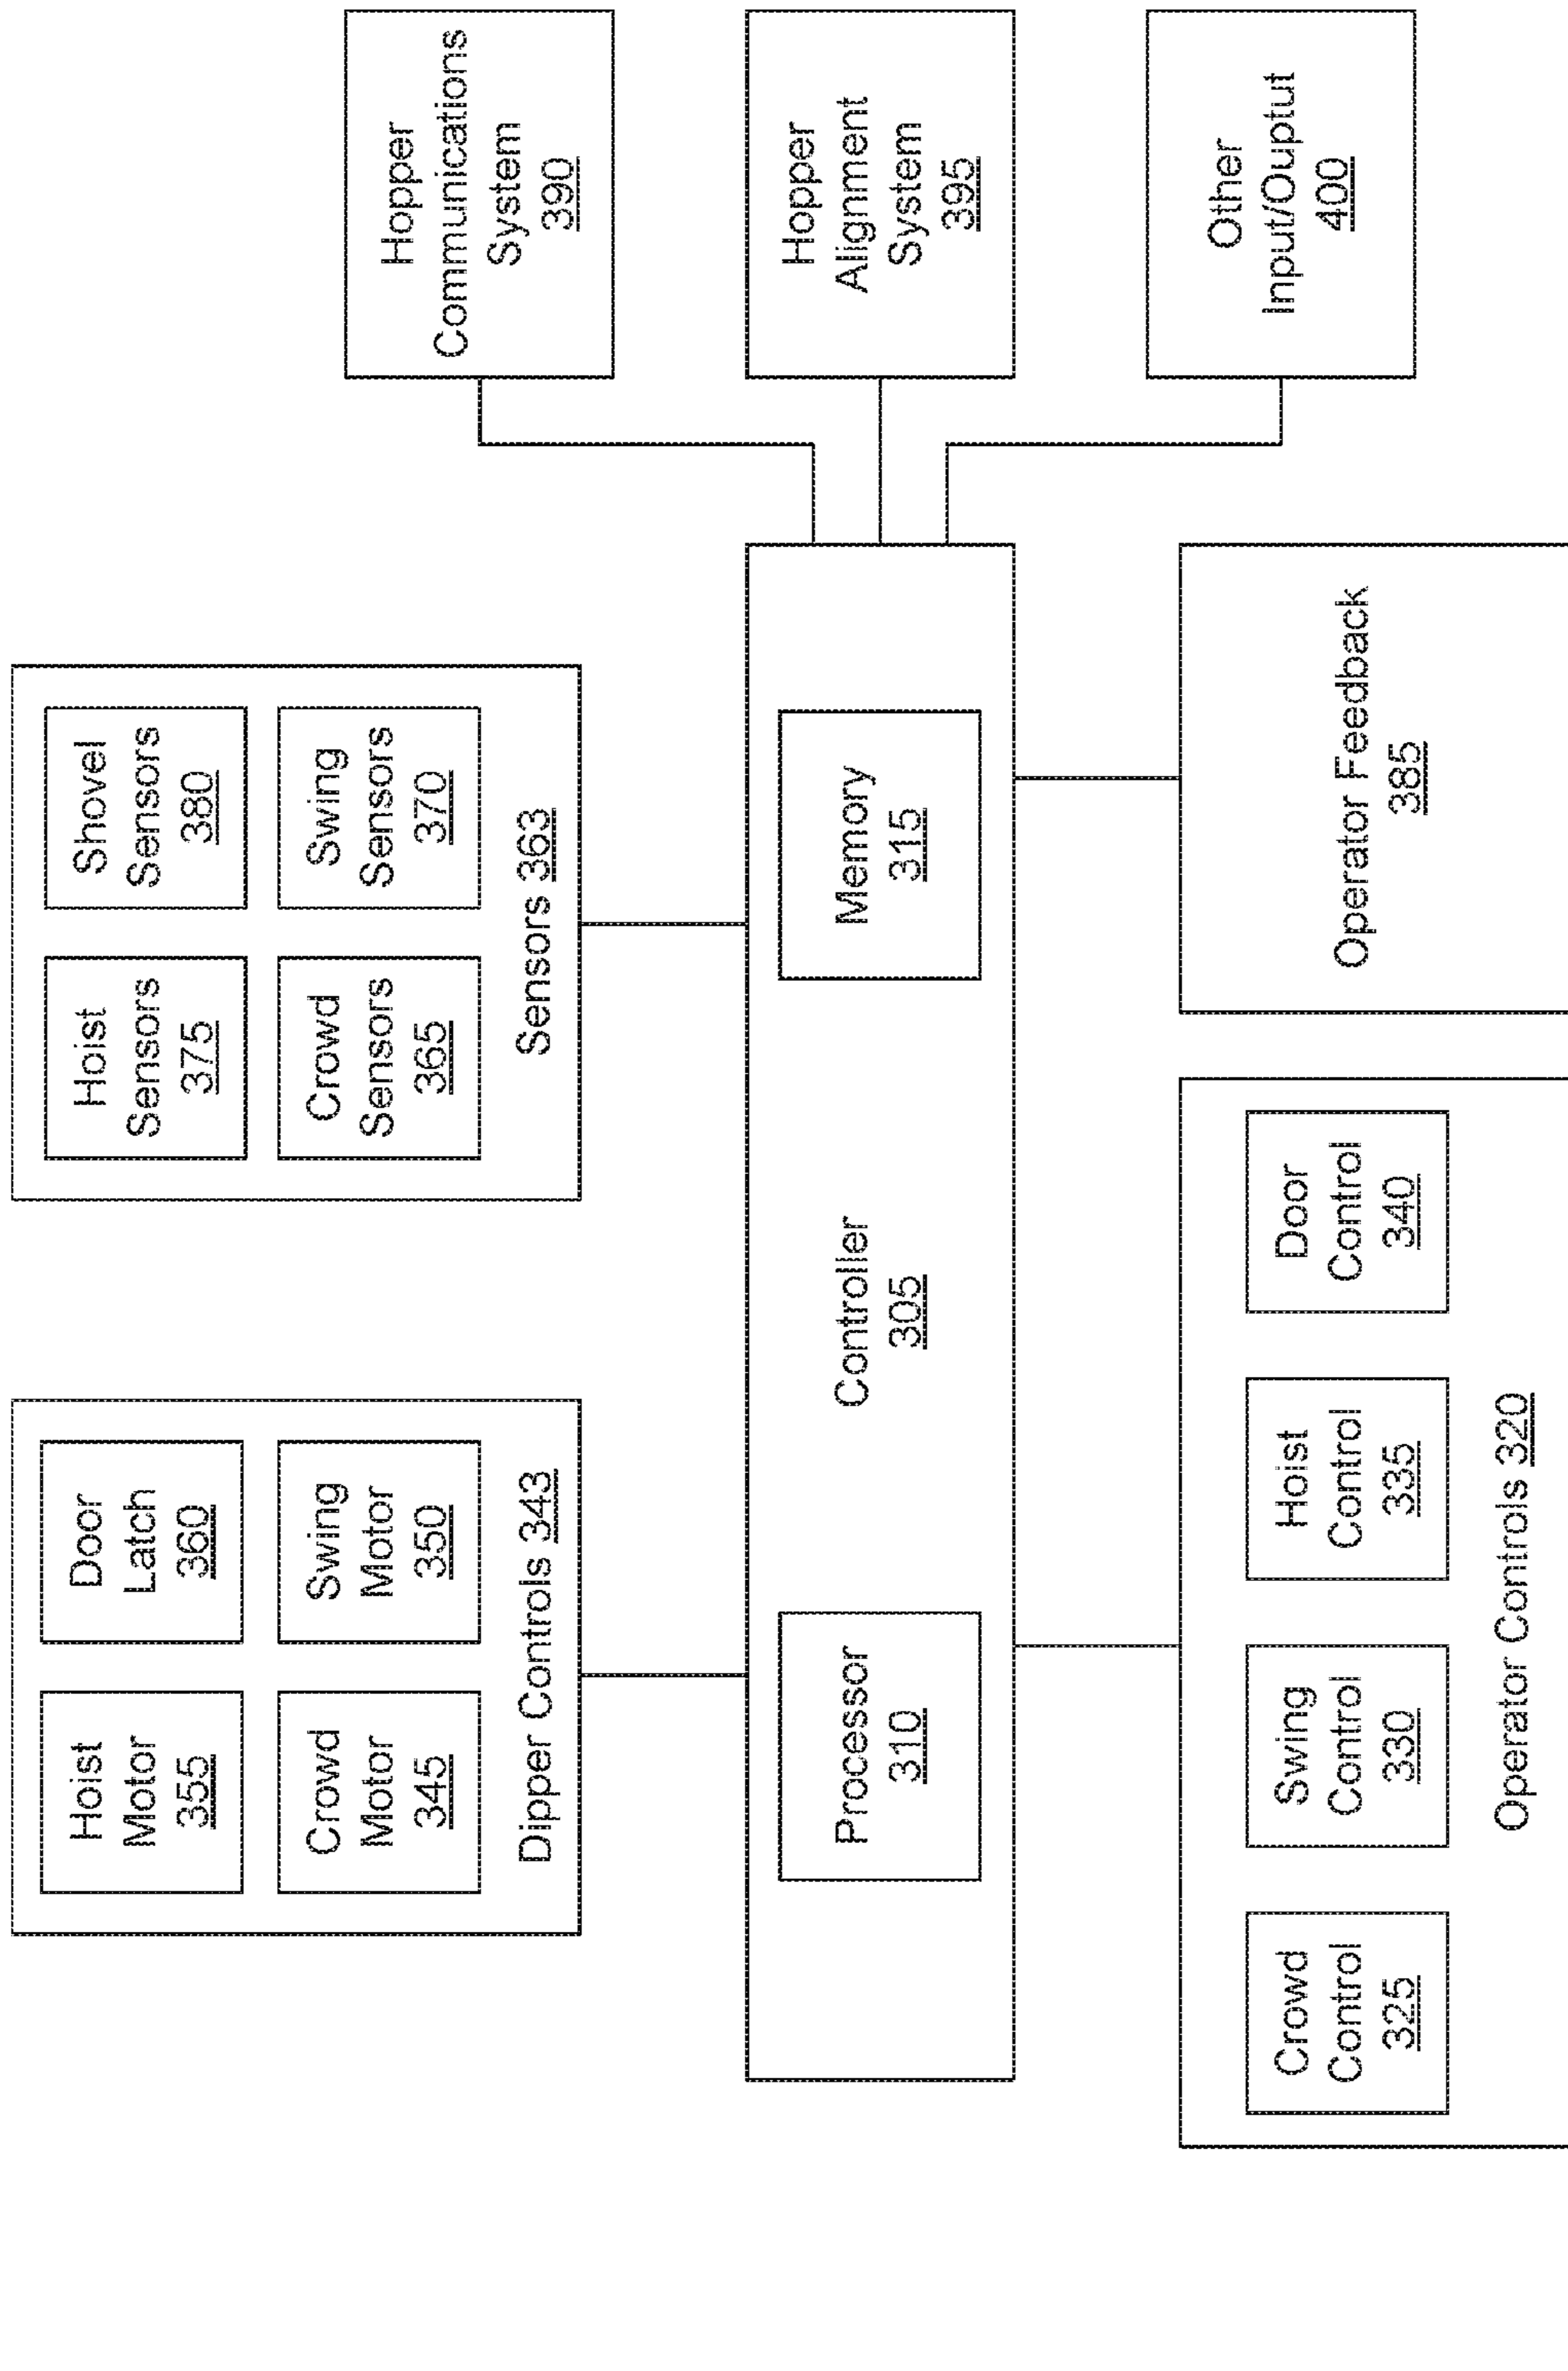 Hoist
Motor
355
Door
Latch
360
Crowd
Motor
345
Swing
Motor
350
Dipper Controls 343
Hoist
Sensors
375
Shovel
Sensors
380
Crowd
Sensors
365
Swing
Sensors
370
Sensors 363
Hopper
Communications
System
390
Processor
310
Controller
305
Memory
315
Hopper
Alignment
System
395
Crowd
Control
325
Swing
Control
330
Hoist
Control
335
Door
Control
340
Operator Controls 320
Operator Feedback
385
Other
Input/Ouptut
400